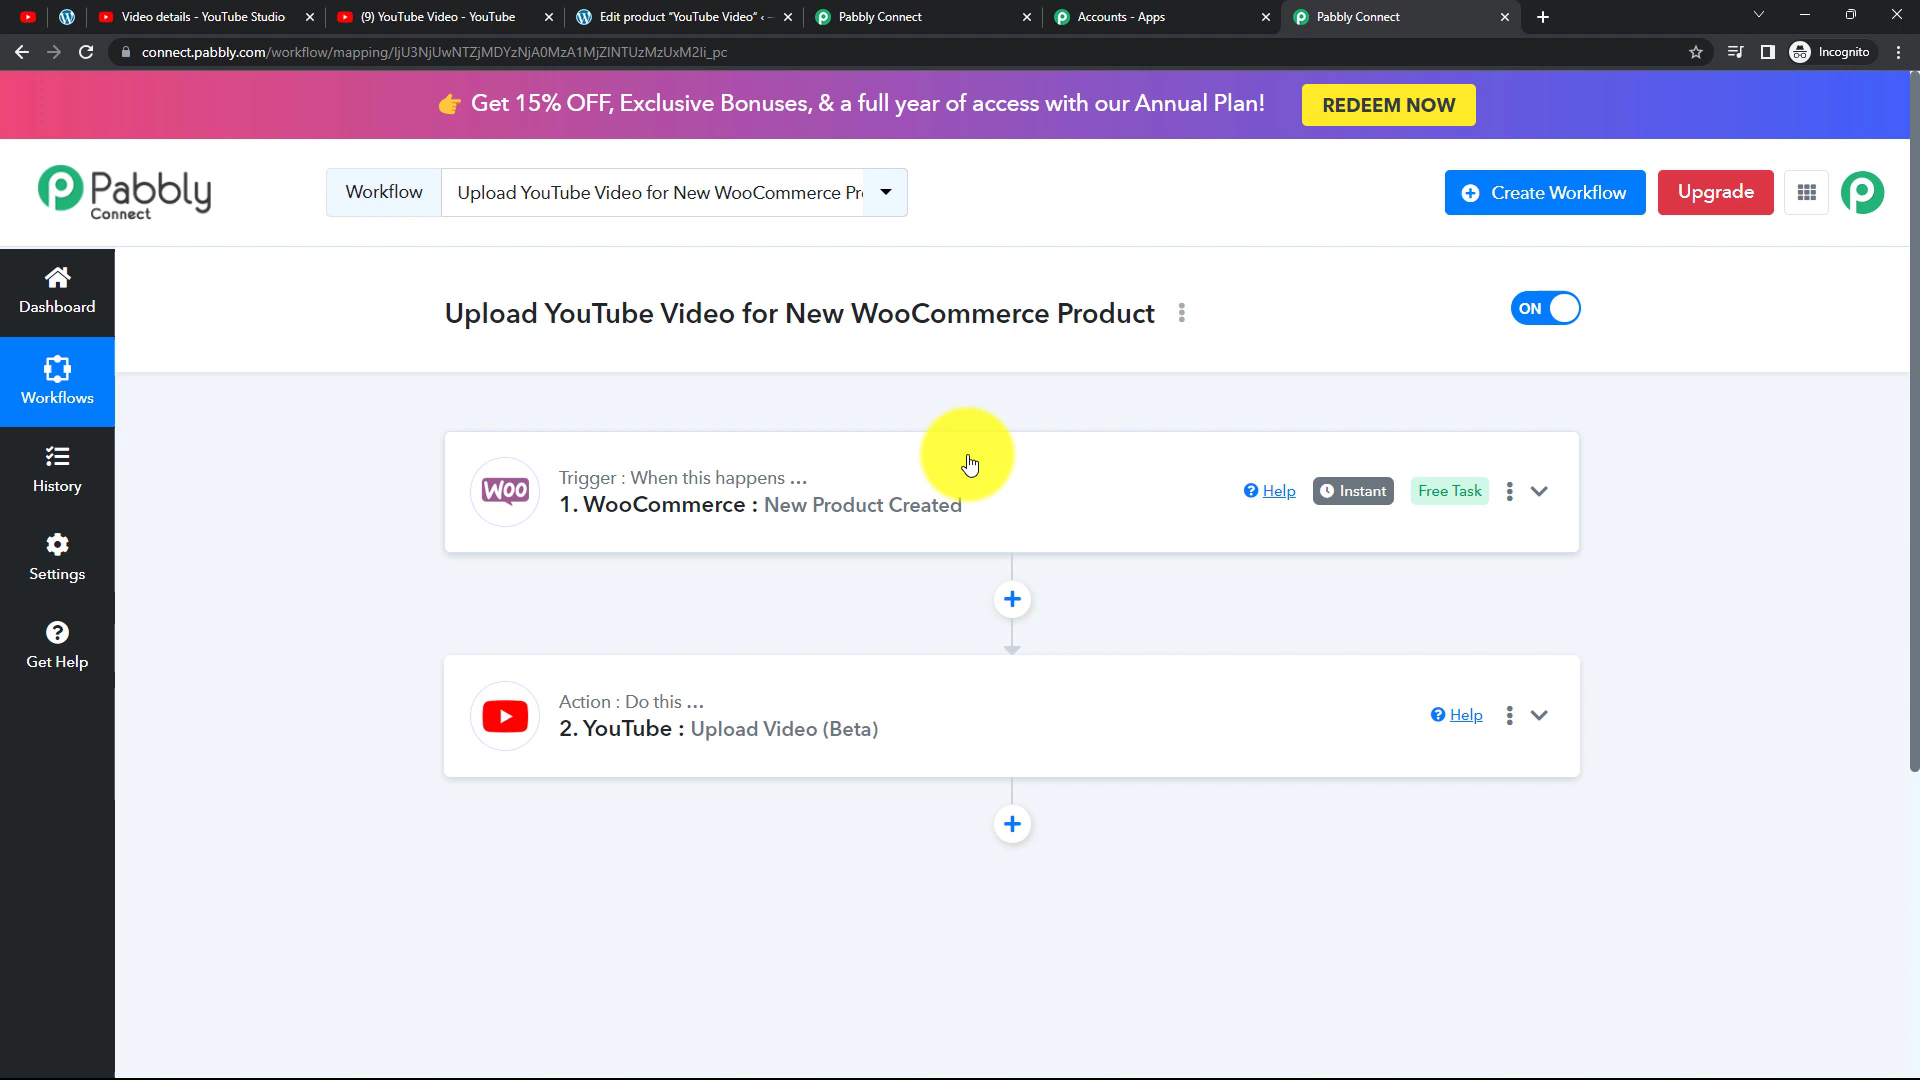 Video details - YouTube Studio
(9) YouTube Video - YouTube
Edit product "YouTube Video" ‹ –
Pabbly Connect
Accounts - Apps
Pabbly Connect
connect.pabbly.com/workflow/mapping/IjU3NjUwNTZjMDYzNjA0MzA1MjZlNTUzMzUxM2Ii_pc
Incognito
Get 15% OFF, Exclusive Bonuses, & a full year of access with our Annual Plan!
REDEEM NOW
Pabbly
Connect
Workflow
Upload YouTube Video for New WooCommerce Pr
Create Workflow
Upgrade
Dashboard
Workflows
History
Settings
Get Help
Upload YouTube Video for New WooCommerce Product
ON
WOO
Trigger : When this happens ...
1. WooCommerce : New Product Created
Help
Instant
Free Task
Action : Do this ...
2. YouTube : Upload Video (Beta)
Help